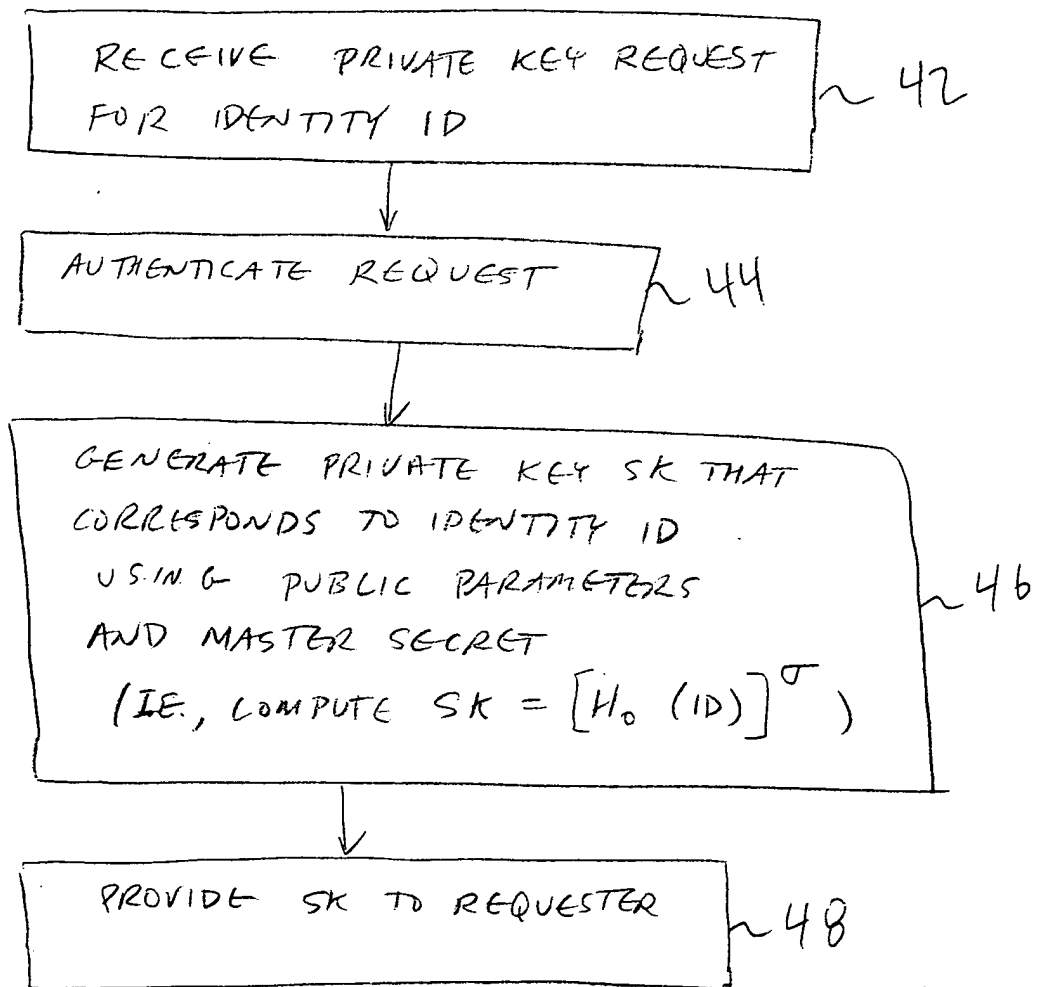 RECEIVE PRIVATE KEY REQUEST
FOR IDENTITY ID
42
AUTHENTICATE REQUEST
44
GENERATE PRIVATE KEY SK THAT
CORRESPONDS TO IDENTITY ID
USING PUBLIC PARAMETERS
AND MASTER SECRET
(IE., COMPUTE SK = [H₀ (ID)]^σ)
46
PROVIDE SK TO REQUESTER
48